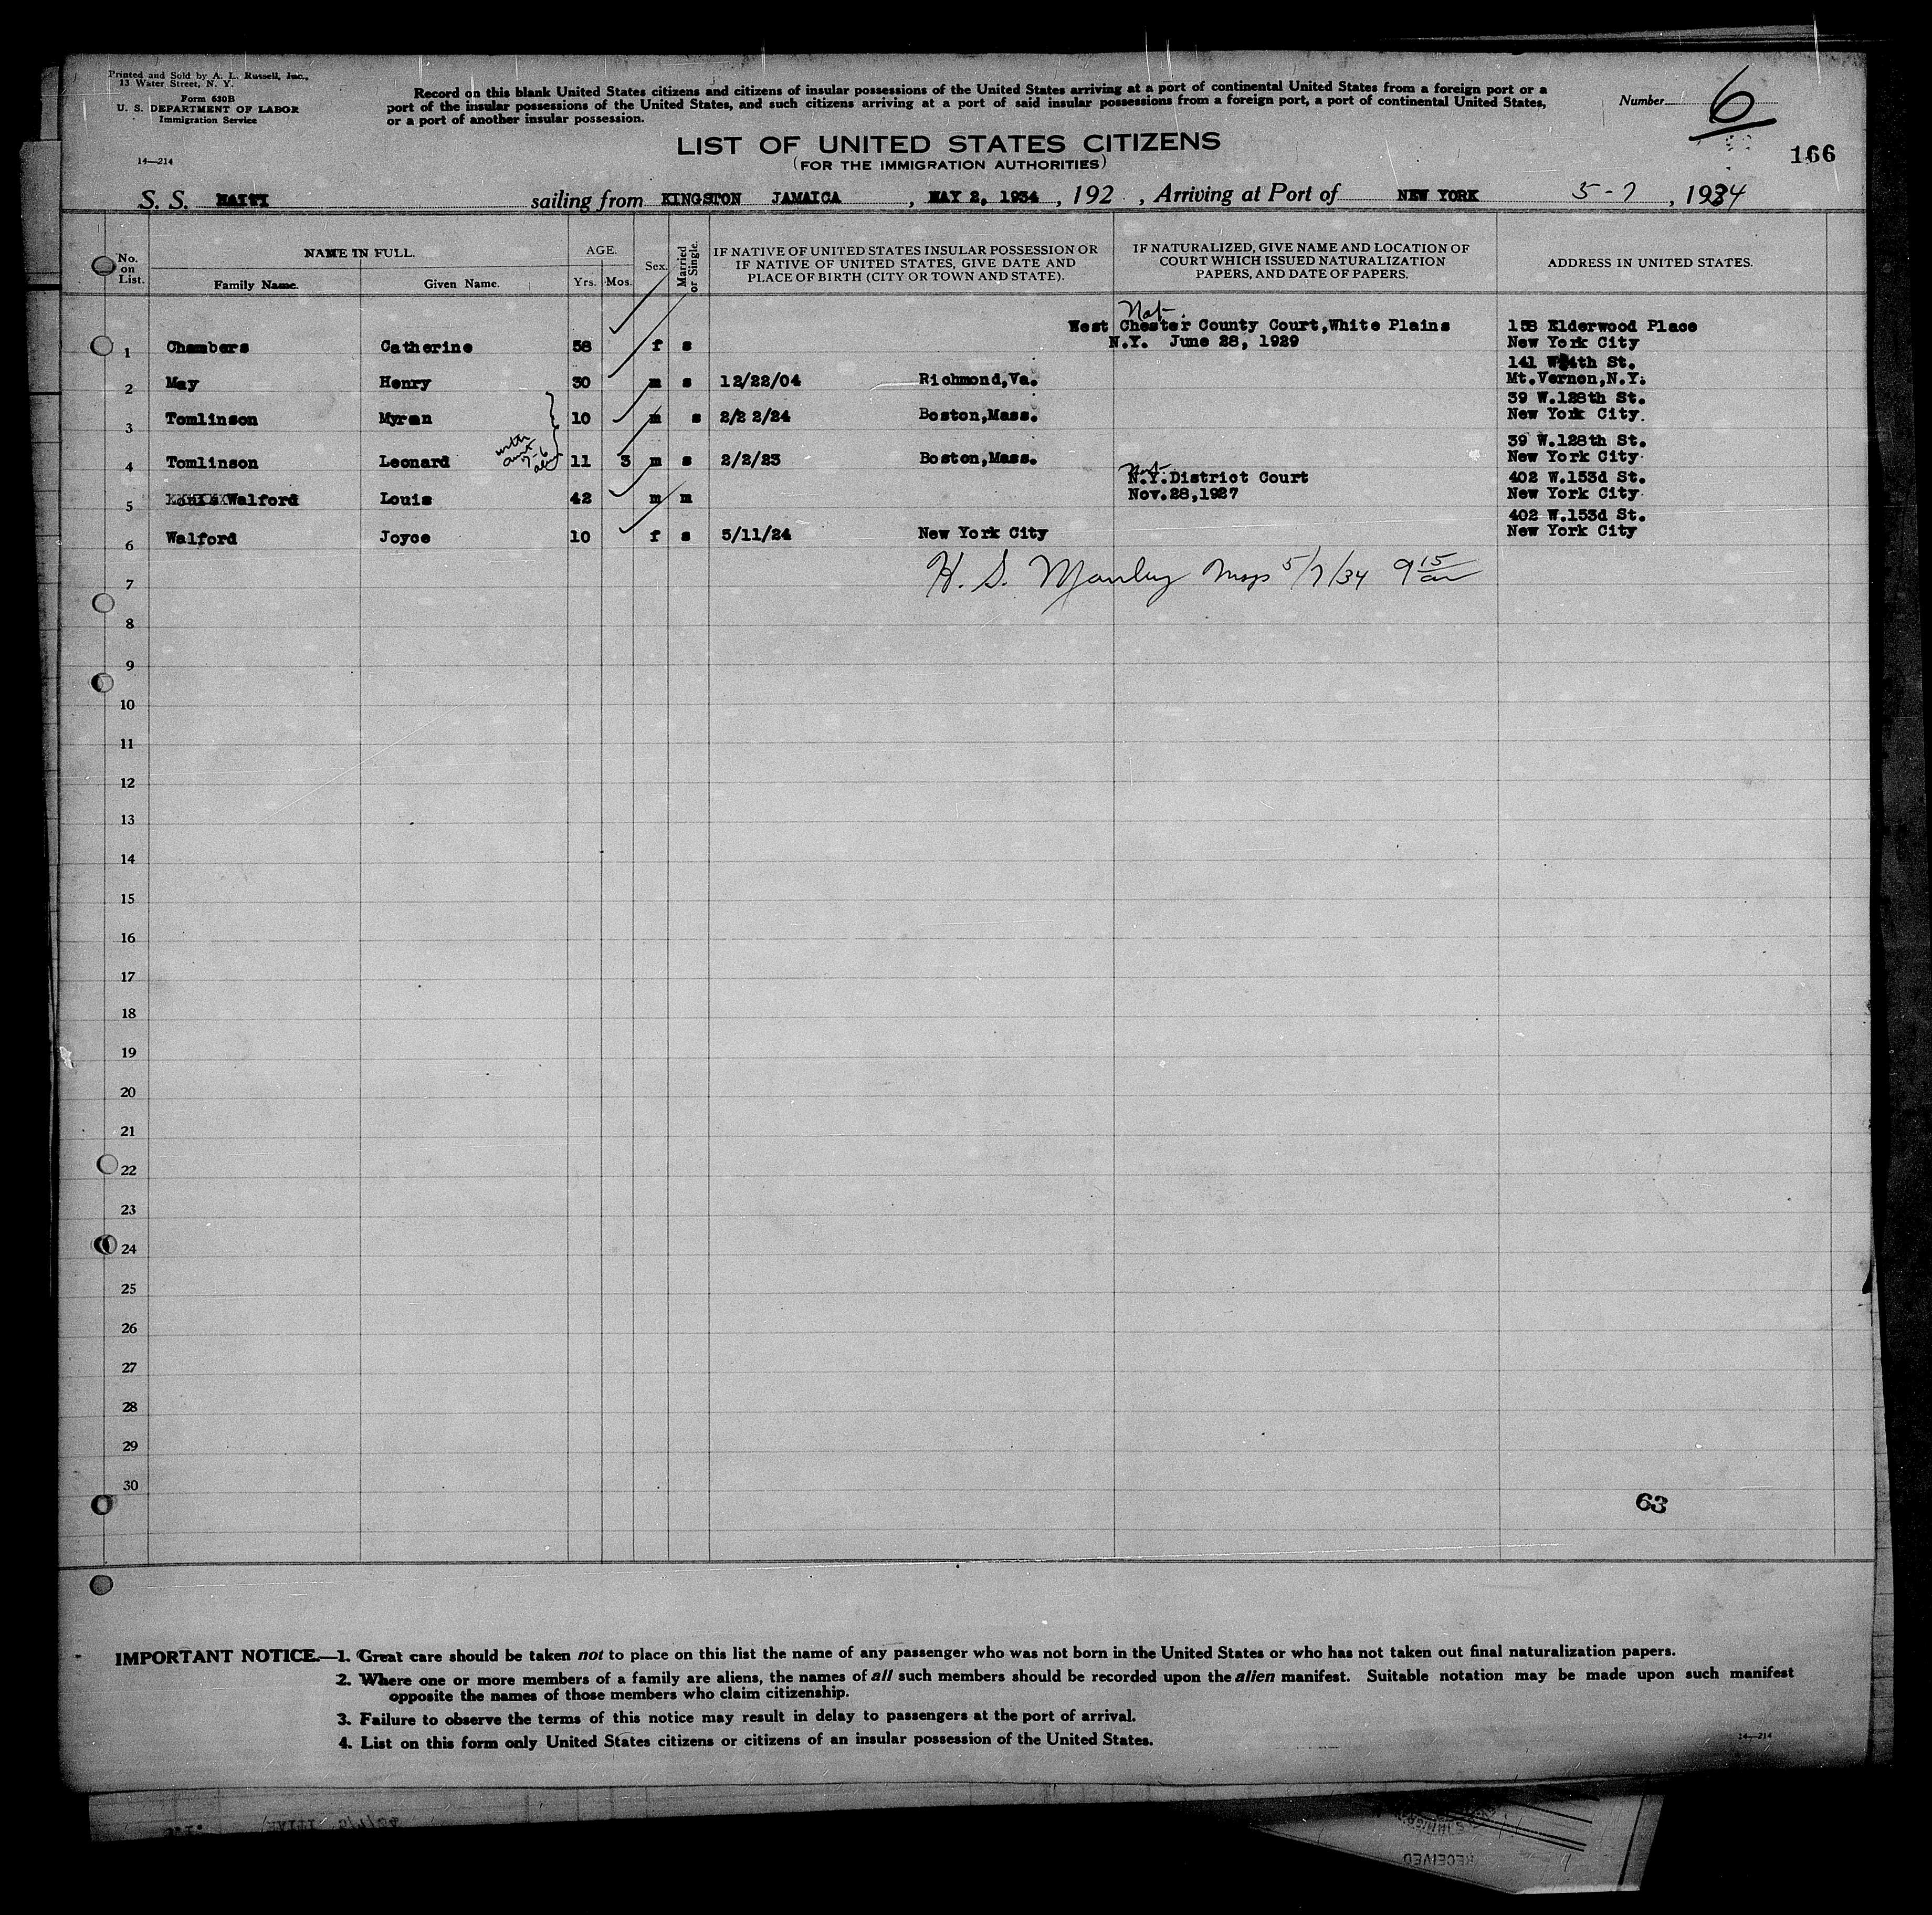 Printed and Sold by A. L. Russell, Inc.,
13 Water Street, N. Y.
Form 630B
U. S. DEPARTMENT OF LABOR
Immigration Service
14—214
Record on this blank United States citizens and citizens of insular possessions of the United States arriving at a port of continental United States from a foreign port or a
port of the insular possessions of the United States, and such citizens arriving at a port of said insular possessions from a foreign port, a port of continental United States,
or a port of another insular possession.
Number 6
166
LIST OF UNITED STATES CITIZENS
(FOR THE IMMIGRATION AUTHORITIES)
S. S. HAITI sailing from KINGSTON JAMAICA, MAY 2, 1934, 192 , Arriving at Port of NEW YORK 5-7, 1934
No. on List.
NAME IN FULL.
Family Name. Given Name.
AGE.
Yrs. Mos.
Sex.
Married or Single.
IF NATIVE OF UNITED STATES INSULAR POSSESSION OR
IF NATIVE OF UNITED STATES, GIVE DATE AND
PLACE OF BIRTH (CITY OR TOWN AND STATE).
IF NATURALIZED, GIVE NAME AND LOCATION OF
COURT WHICH ISSUED NATURALIZATION
PAPERS, AND DATE OF PAPERS.
ADDRESS IN UNITED STATES.
Nat.
West Chester County Court,White Plains 158 Elderwood Place
1 Chambers Catherine 58 f s N.Y. June 28, 1929 New York City
141 W 4th St.
2 May Henry 30 m s 12/22/04 Richmond,Va. Mt.Vernon,N.Y.
39 W.128th St.
3 Tomlinson Myron 10 m s 2/2 2/24 Boston,Mass. New York City.
39 W.128th St.
4 Tomlinson Leonard with aunt 7-6 alien 11 3 m s 2/2/23 Boston,Mass. New York City.
Nat.
N.Y.District Court 402 W.153d St.
5 Walford Louis 42 m m Nov.28,1927 New York City.
402 W.153d St.
6 Walford Joyce 10 f s 5/11/24 New York City New York City
7 H. S. Manley 5/7/34 9 15 am
8
9
10
11
12
13
14
15
16
17
18
19
20
21
22
23
24
25
26
27
28
29
30
63
IMPORTANT NOTICE.—1. Great care should be taken not to place on this list the name of any passenger who was not born in the United States or who has not taken out final naturalization papers.
2. Where one or more members of a family are aliens, the names of all such members should be recorded upon the alien manifest. Suitable notation may be made upon such manifest
opposite the names of those members who claim citizenship.
3. Failure to observe the terms of this notice may result in delay to passengers at the port of arrival.
4. List on this form only United States citizens or citizens of an insular possession of the United States.
14—214
RECEIVED